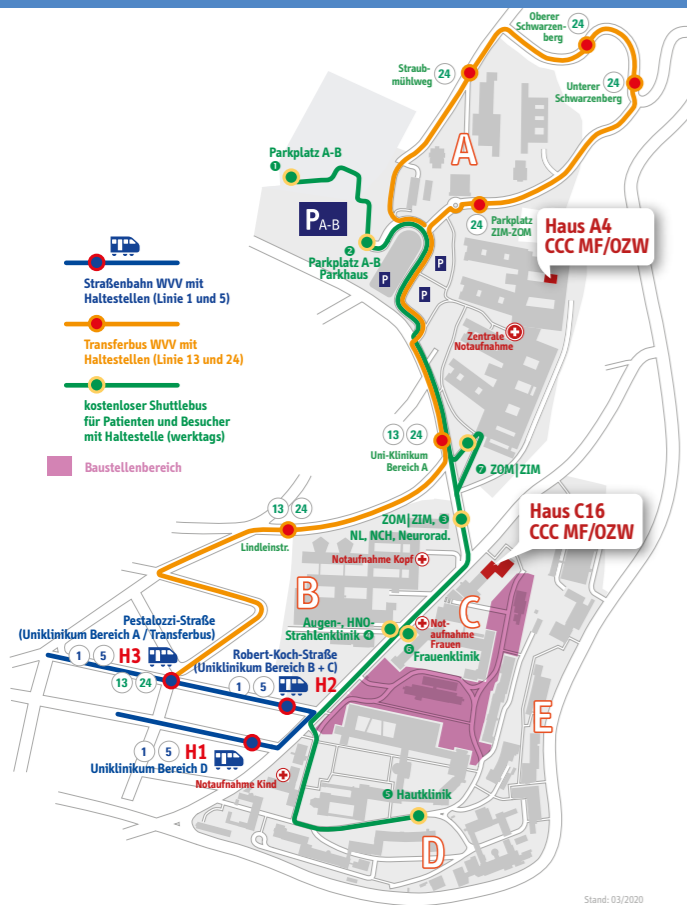 Oberer
Schwarzen-
berg
24
Straub-
mühlweg
24
Unterer
Schwarzenberg
24
A
Parkplatz A-B
1
P A-B
2
Parkplatz A-B
Parkhaus
P
P
24
Parkplatz
ZIM-ZOM
Haus A4
CCC MF/OZW
Straßenbahn WVV mit
Haltestellen (Linie 1 und 5)
Transferbus WVV mit
Haltestellen (Linie 13 und 24)
kostenloser Shuttlebus
für Patienten und Besucher
mit Haltestelle (werktags)
Baustellenbereich
Zentrale
Notaufnahme
13 24
Uni-Klinikum
Bereich A
7 ZOM|ZIM
13 24
Lindleinstr.
ZOM|ZIM, 3
NL, NCH, Neurorad.
Haus C16
CCC MF/OZW
Notaufnahme Kopf
B
C
Augen-, HNO-
Strahlenklinik 4
Not-
aufnahme
Frauen
6
Frauenklinik
Pestalozzi-Straße
(Uniklinikum Bereich A / Transferbus)
1 5 H3
13 24
Robert-Koch-Straße
(Uniklinikum Bereich B + C)
1 5 H2
E
1 5 H1
Uniklinikum Bereich D
Notaufnahme Kind
5 Hautklinik
D
Stand: 03/2020